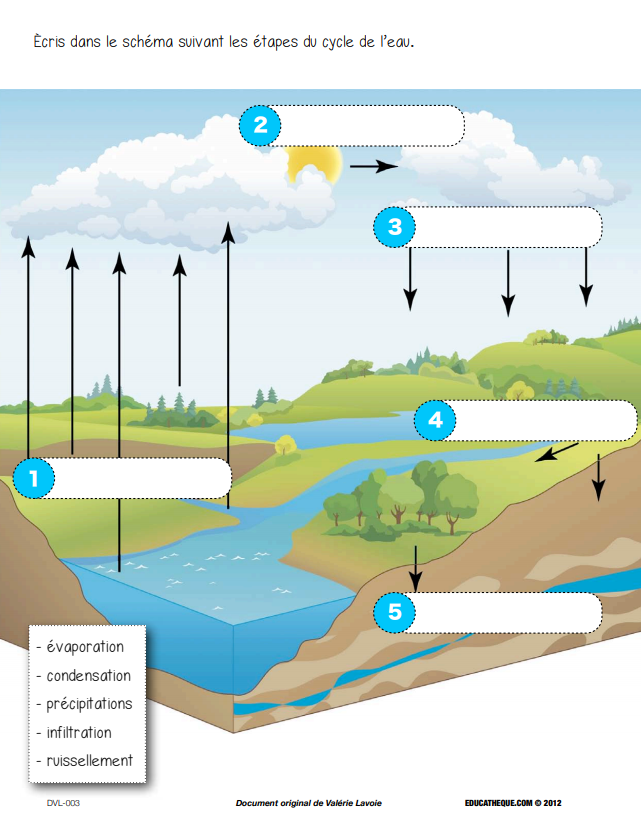 Ècris dans le schéma suivant les étapes du cycle de l'eau.
2
3
4
1
5
- évaporation
- condensation
- précipitations
- infiltration
- ruissellement
DVL-003 Document original de Valérie Lavoie EDUCATHEQUE.COM © 2012